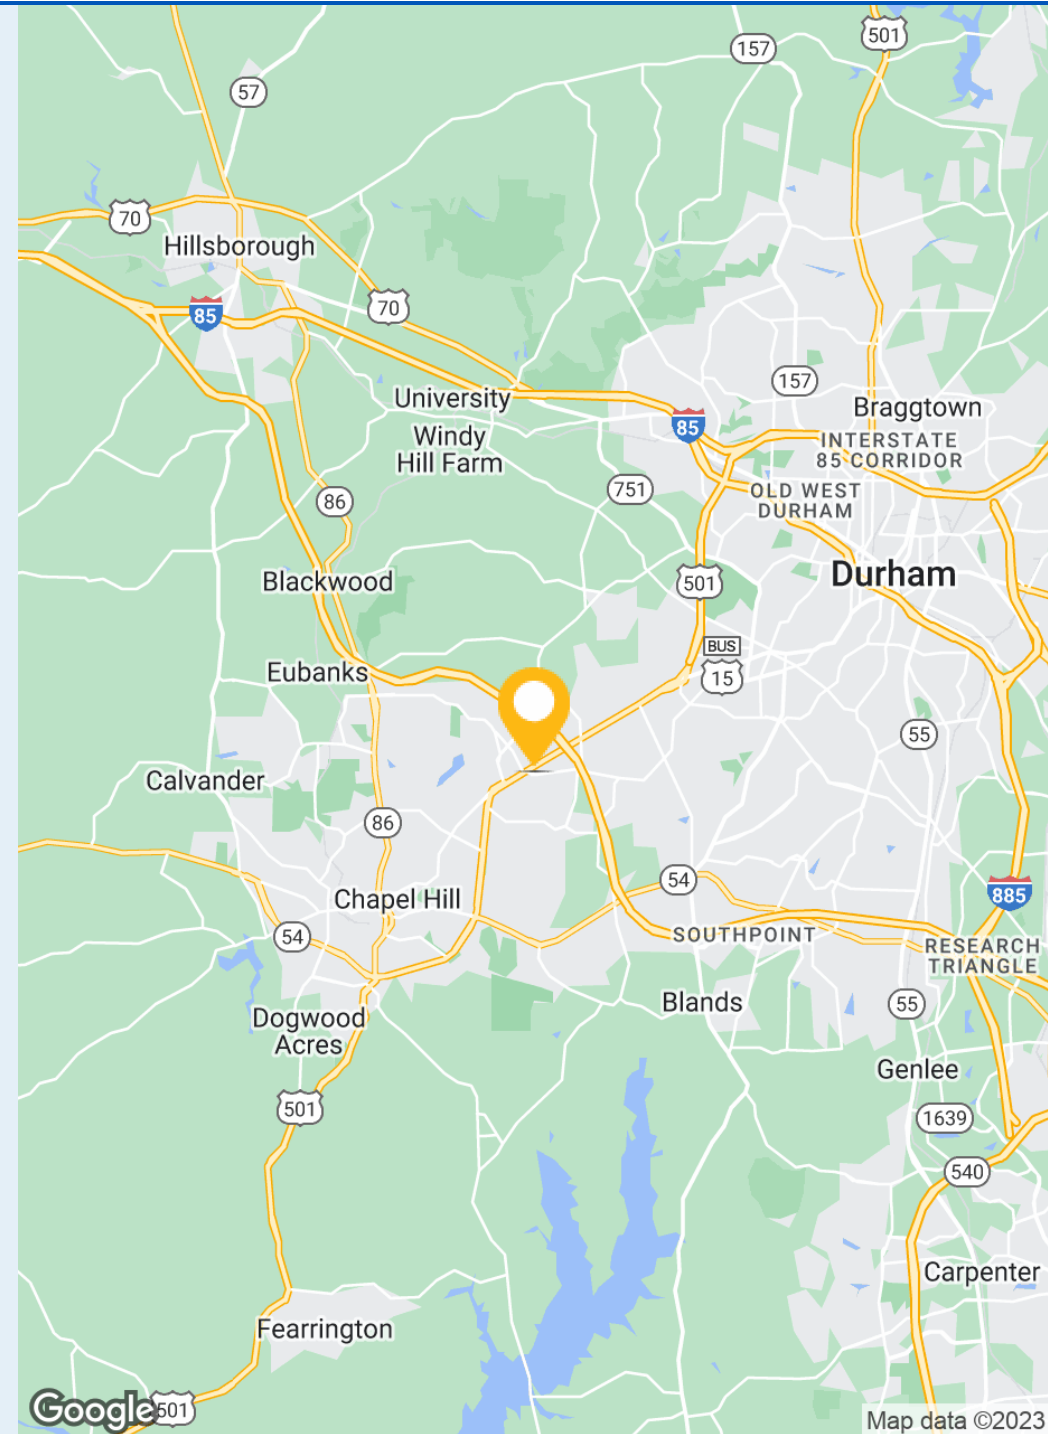 501
157
57
70
Hillsborough
70
85
157
University
Braggtown
85
Windy
Hill Farm
INTERSTATE
85 CORRIDOR
751
OLD WEST
DURHAM
86
Durham
Blackwood
501
BUS
15
Eubanks
55
Calvander
86
54
885
Chapel Hill
54
SOUTHPOINT
RESEARCH
TRIANGLE
Blands
55
Dogwood
Acres
Genlee
501
1639
540
Carpenter
Fearrington
Google
501
Map data ©2023